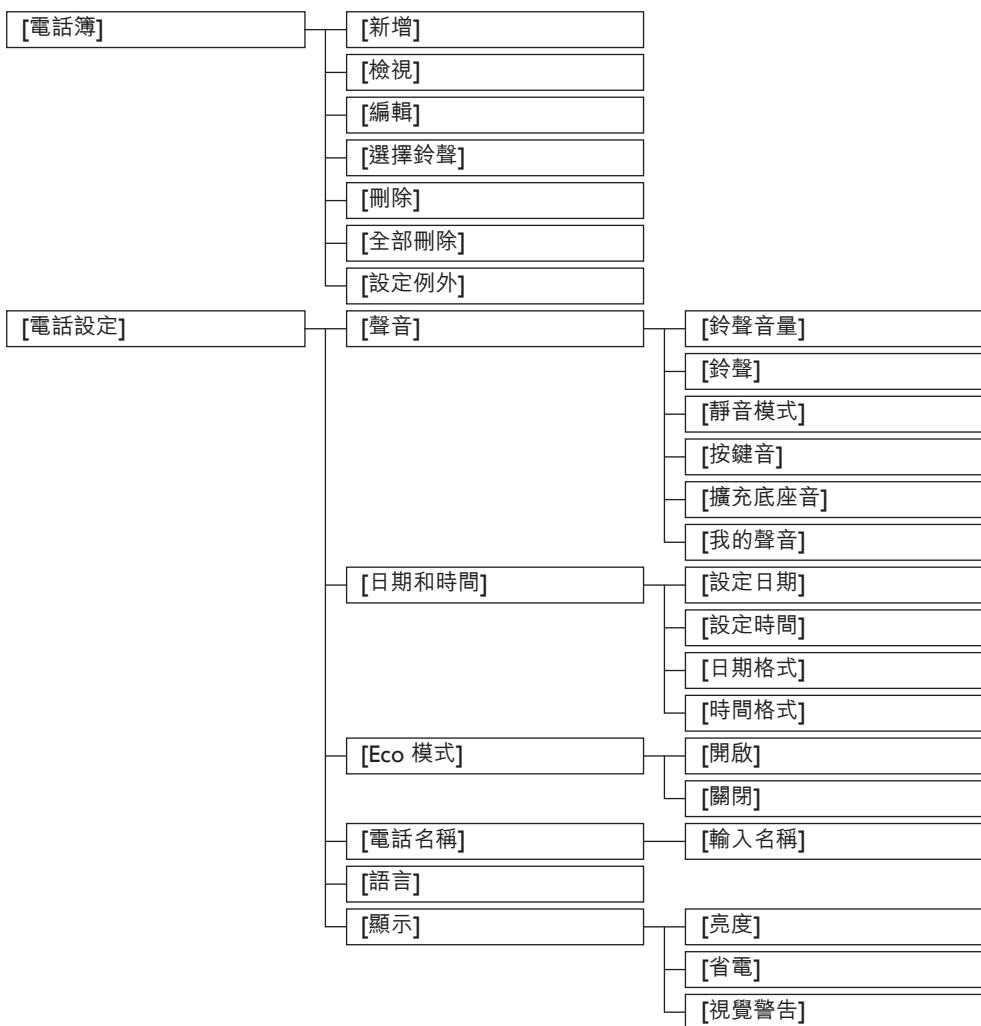 [電話簿]
[新增]
[檢視]
[編輯]
[選擇鈴聲]
[刪除]
[全部刪除]
[設定例外]
[電話設定]
[聲音]
[鈴聲音量]
[鈴聲]
[靜音模式]
[按鍵音]
[擴充底座音]
[我的聲音]
[日期和時間]
[設定日期]
[設定時間]
[日期格式]
[時間格式]
[Eco 模式]
[開啟]
[關閉]
[電話名稱]
[輸入名稱]
[語言]
[顯示]
[亮度]
[省電]
[視覺警告]